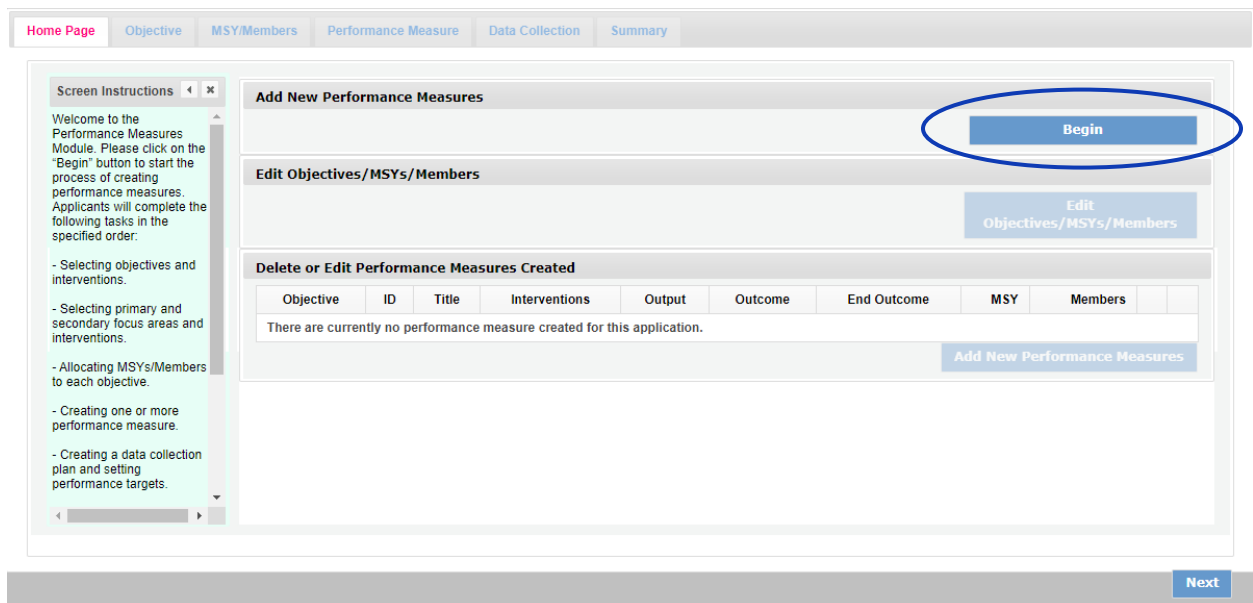 Home Page Objective MSY/Members Performance Measure Data Collection Summary
Screen Instructions
Welcome to the
Performance Measures
Module. Please click on the
"Begin" button to start the
process of creating
performance measures.
Applicants will complete the
following tasks in the
specified order:
- Selecting objectives and
interventions.
- Selecting primary and
secondary focus areas and
interventions.
- Allocating MSYs/Members
to each objective.
- Creating one or more
performance measure.
- Creating a data collection
plan and setting
performance targets.
Add New Performance Measures
Begin
Edit Objectives/MSYs/Members
Edit
Objectives/MSYs/Members
Delete or Edit Performance Measures Created
Objective ID Title Interventions Output Outcome End Outcome MSY Members
There are currently no performance measure created for this application.
Add New Performance Measures
Next